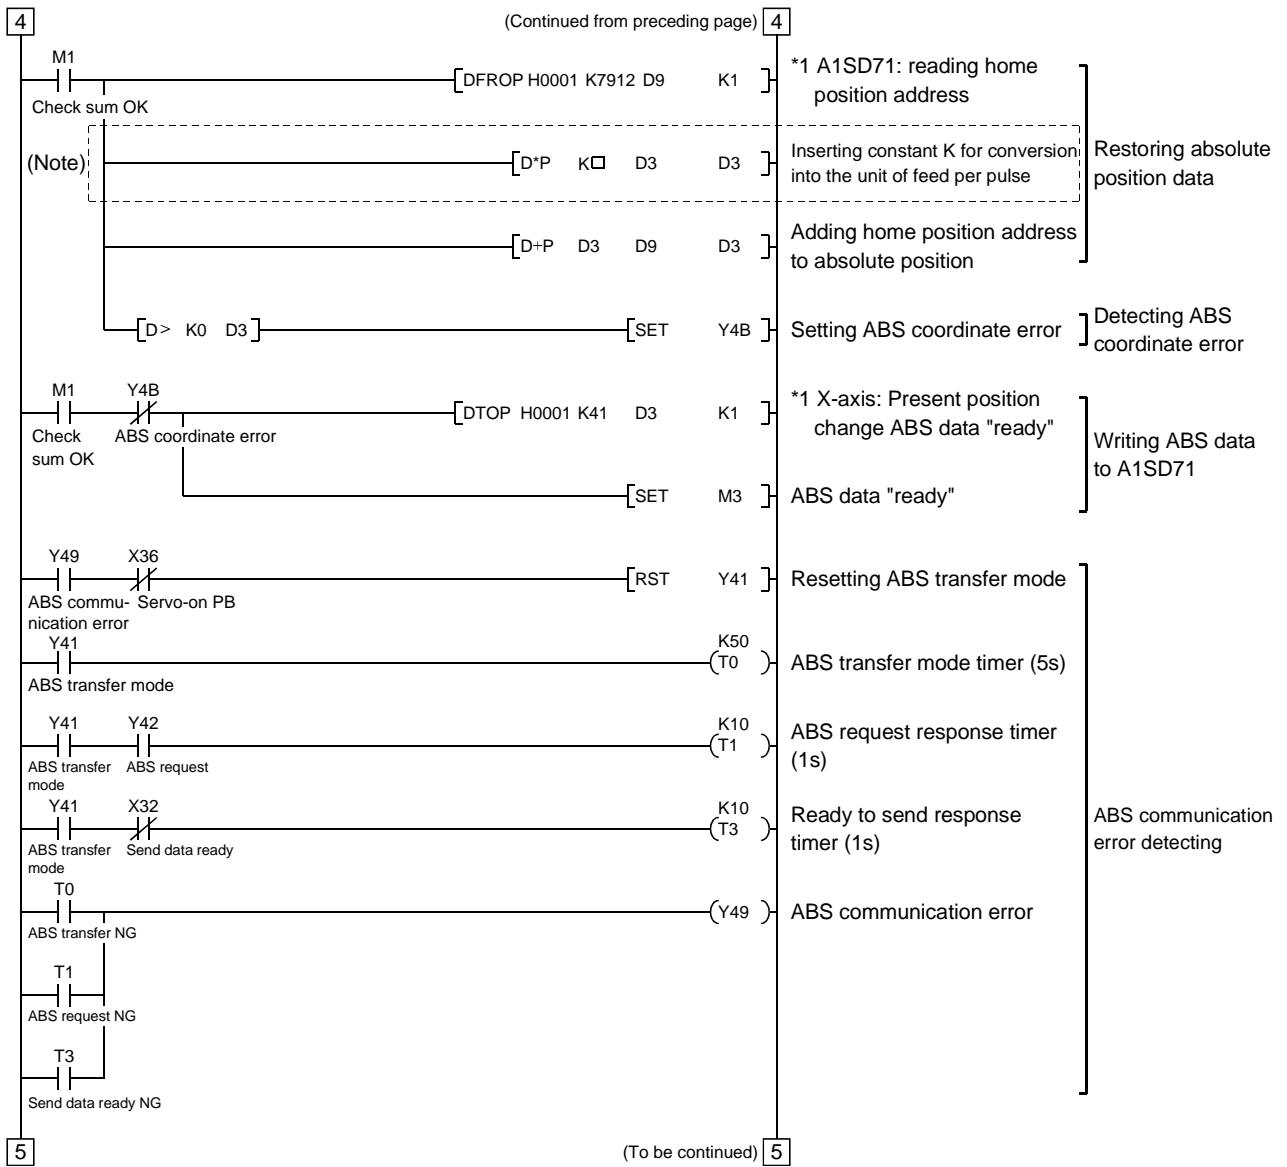 4
(Continued from preceding page) 4
M1
DFROP H0001 K7912 D9 K1
*1 A1SD71: reading home
position address
Check sum OK
(Note)
D*P K□ D3 D3
Inserting constant K for conversion
into the unit of feed per pulse
Restoring absolute
position data
D+P D3 D9 D3
Adding home position address
to absolute position
D> K0 D3
SET Y4B
Setting ABS coordinate error
Detecting ABS
coordinate error
M1 Y4B
DTOP H0001 K41 D3 K1
*1 X-axis: Present position
change ABS data "ready"
Check
sum OK
ABS coordinate error
Writing ABS data
to A1SD71
SET M3
ABS data "ready"
Y49 X36
RST Y41
Resetting ABS transfer mode
ABS commu-
nication error
Servo-on PB
Y41
K50
T0
ABS transfer mode timer (5s)
ABS transfer mode
Y41 Y42
K10
T1
ABS request response timer
(1s)
ABS transfer
mode
ABS request
Y41 X32
K10
T3
Ready to send response
timer (1s)
ABS transfer
mode
Send data ready
ABS communication
error detecting
T0
Y49
ABS communication error
ABS transfer NG
T1
ABS request NG
T3
Send data ready NG
5
(To be continued) 5